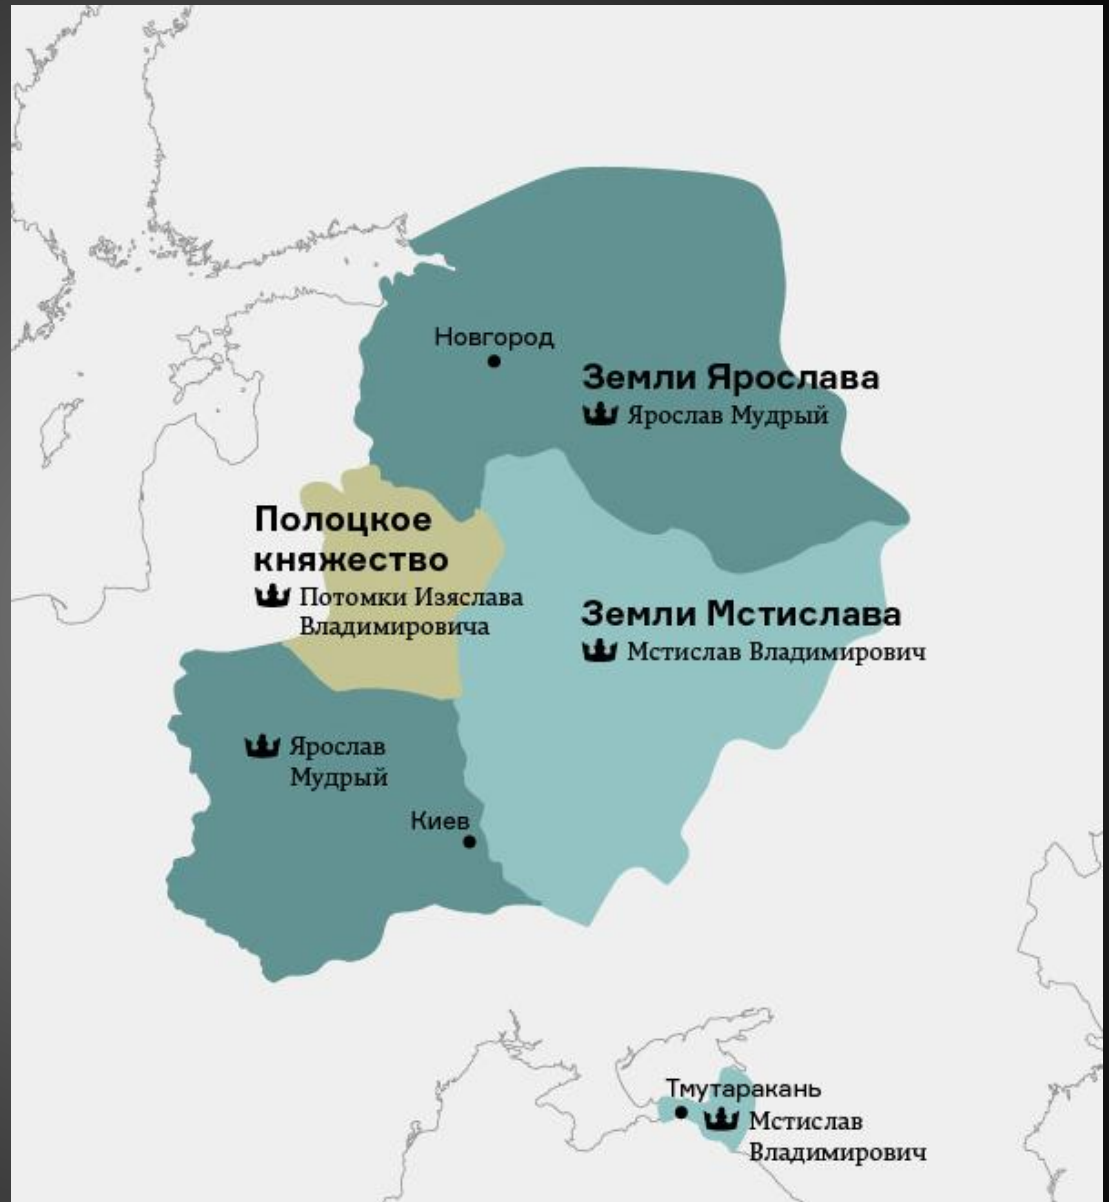 Новгород
Земли Ярослава
Ярослав Мудрый
Полоцкое
княжество
Потомки Изяслава
Владимировича
Земли Мстислава
Мстислав Владимирович
Ярослав
Мудрый
Киев
Тмутаракань
Мстислав
Владимирович